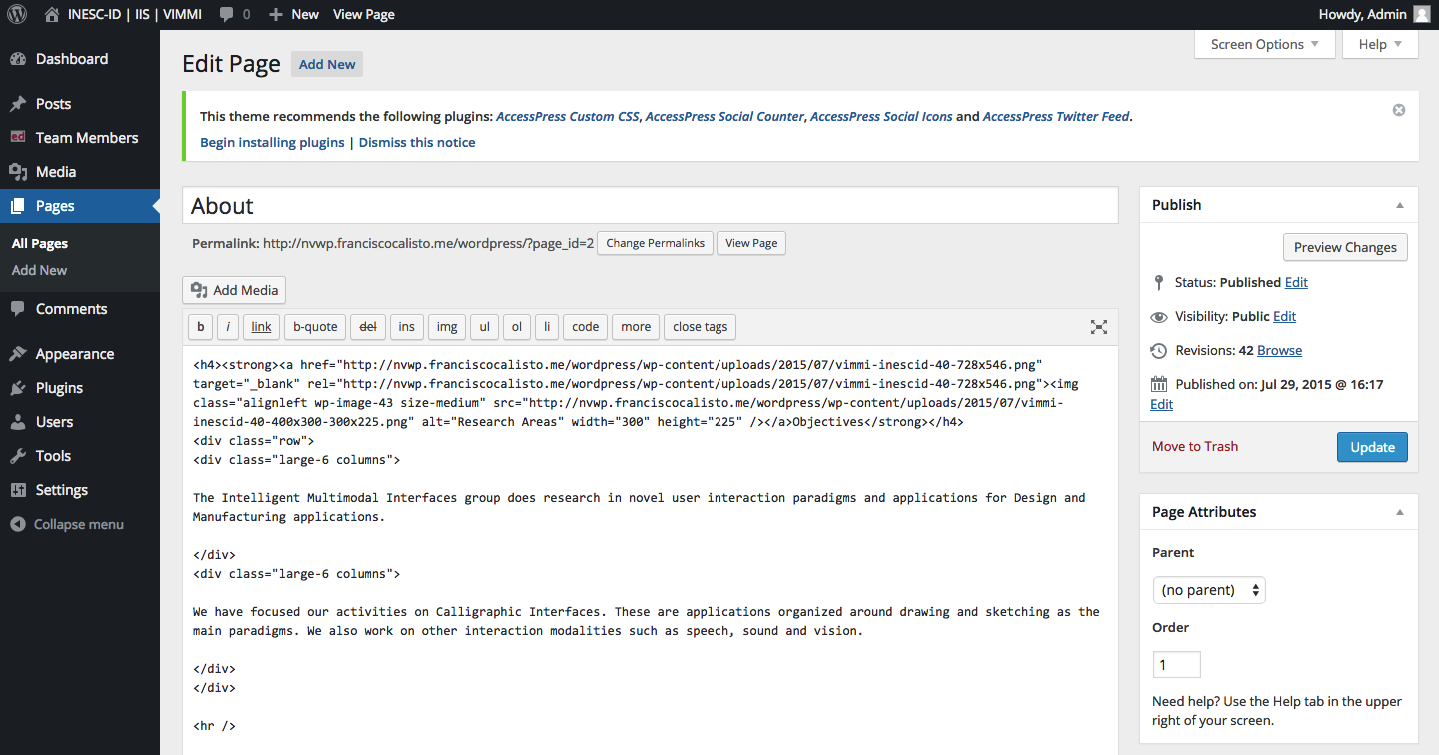 INESC-ID | IIS | VIMMI 0 New View Page Howdy, Admin
Dashboard
Posts
Team Members
Media
Pages
All Pages
Add New
Comments
Appearance
Plugins
Users
Tools
Settings
Collapse menu
Screen Options Help
Edit Page Add New
This theme recommends the following plugins: AccessPress Custom CSS, AccessPress Social Counter, AccessPress Social Icons and AccessPress Twitter Feed.
Begin installing plugins | Dismiss this notice
About
Permalink: http://nvwp.franciscocalisto.me/wordpress/?page_id=2 Change Permalinks View Page
Add Media
b i link b-quote del ins img ul ol li code more close tags
<h4><strong><a href="http://nvwp.franciscocalisto.me/wordpress/wp-content/uploads/2015/07/vimmi-inescid-40-728x546.png"
target="_blank" rel="http://nvwp.franciscocalisto.me/wordpress/wp-content/uploads/2015/07/vimmi-inescid-40-728x546.png"><img
class="alignleft wp-image-43 size-medium" src="http://nvwp.franciscocalisto.me/wordpress/wp-content/uploads/2015/07/vimmi-
inescid-40-400x300-300x225.png" alt="Research Areas" width="300" height="225" /></a>Objectives</strong></h4>
<div class="row">
<div class="large-6 columns">
The Intelligent Multimodal Interfaces group does research in novel user interaction paradigms and applications for Design and
Manufacturing applications.
</div>
<div class="large-6 columns">
We have focused our activities on Calligraphic Interfaces. These are applications organized around drawing and sketching as the
main paradigms. We also work on other interaction modalities such as speech, sound and vision.
</div>
</div>
<hr />
Publish
Preview Changes
Status: Published Edit
Visibility: Public Edit
Revisions: 42 Browse
Published on: Jul 29, 2015 @ 16:17
Edit
Move to Trash Update
Page Attributes
Parent
(no parent)
Order
1
Need help? Use the Help tab in the upper
right of your screen.